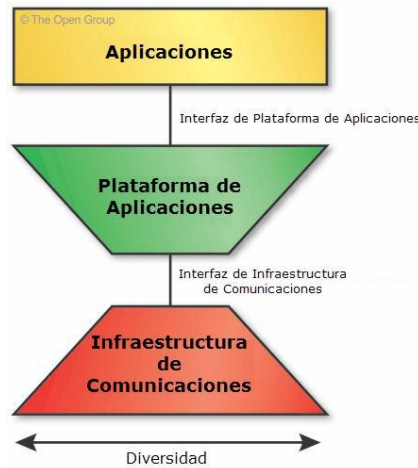 © The Open Group
Aplicaciones
Interfaz de Plataforma de Aplicaciones
Plataforma de
Aplicaciones
Interfaz de Infraestructura
de Comunicaciones
Infraestructura
de
Comunicaciones
Diversidad